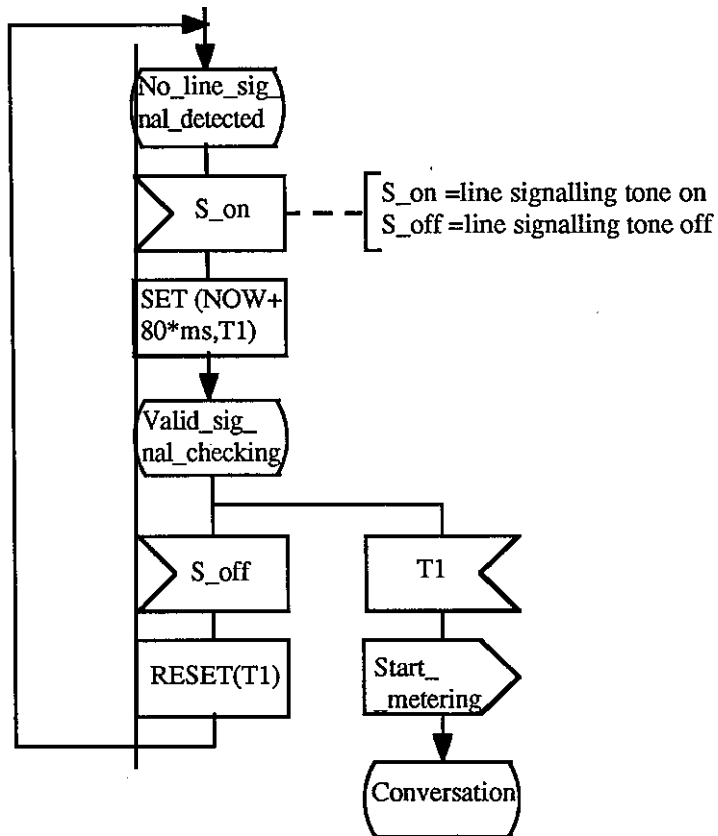 No_line_sig_
nal_detected
S_on
S_on =line signalling tone on
S_off =line signalling tone off
SET (NOW+
80*ms,T1)
Valid_sig_
nal_checking
S_off
T1
RESET(T1)
Start_
_metering
Conversation